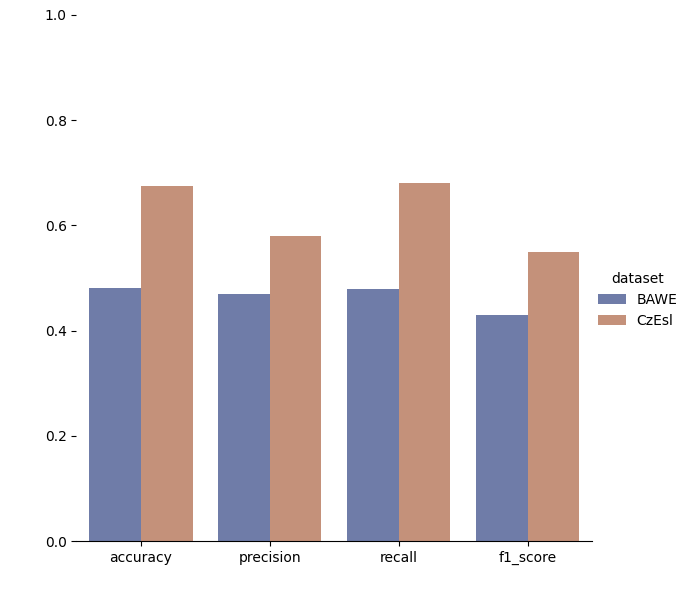 1.0
0.8
0.6
0.4
0.2
0.0
accuracy
precision
recall
f1_score
dataset
BAWE
CzEsl